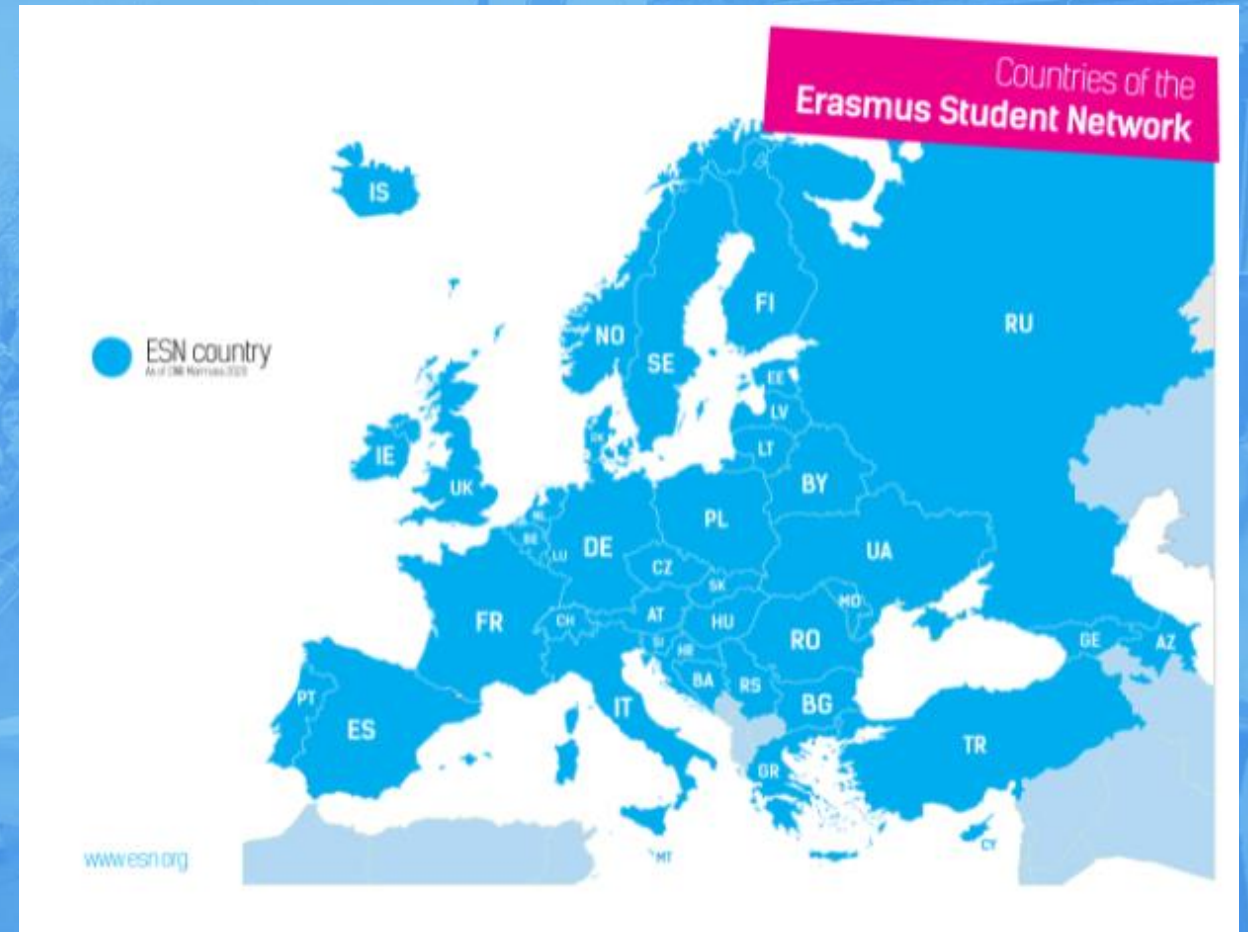 Countries of the
Erasmus Student Network
IS
FI
NO
RU
SE
ESN country
EE
LV
LT
IE
BY
UK
PL
NL
BE
DE
UA
LU
CZ
SK
MD
AT
HU
FR
CH
RO
GE
AZ
SI
HR
BA
RS
PT
IT
BG
ES
TR
GR
CY
MT
www.esn.org